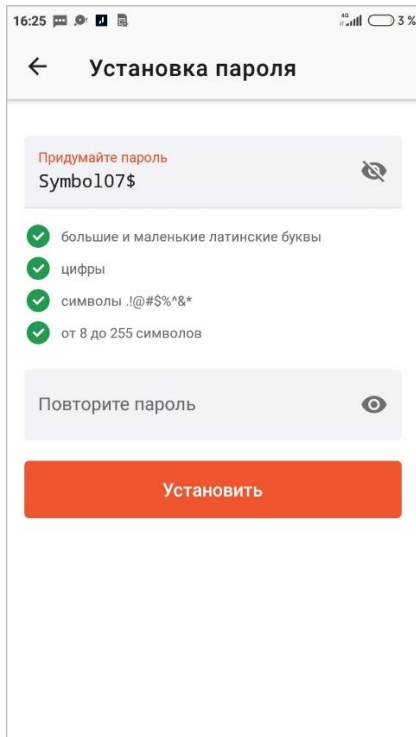 16:25 4G 3 %
Установка пароля
Придумайте пароль
Symbol07$
большие и маленькие латинские буквы
цифры
символы .!@#$%^&*
от 8 до 255 символов
Повторите пароль
Установить